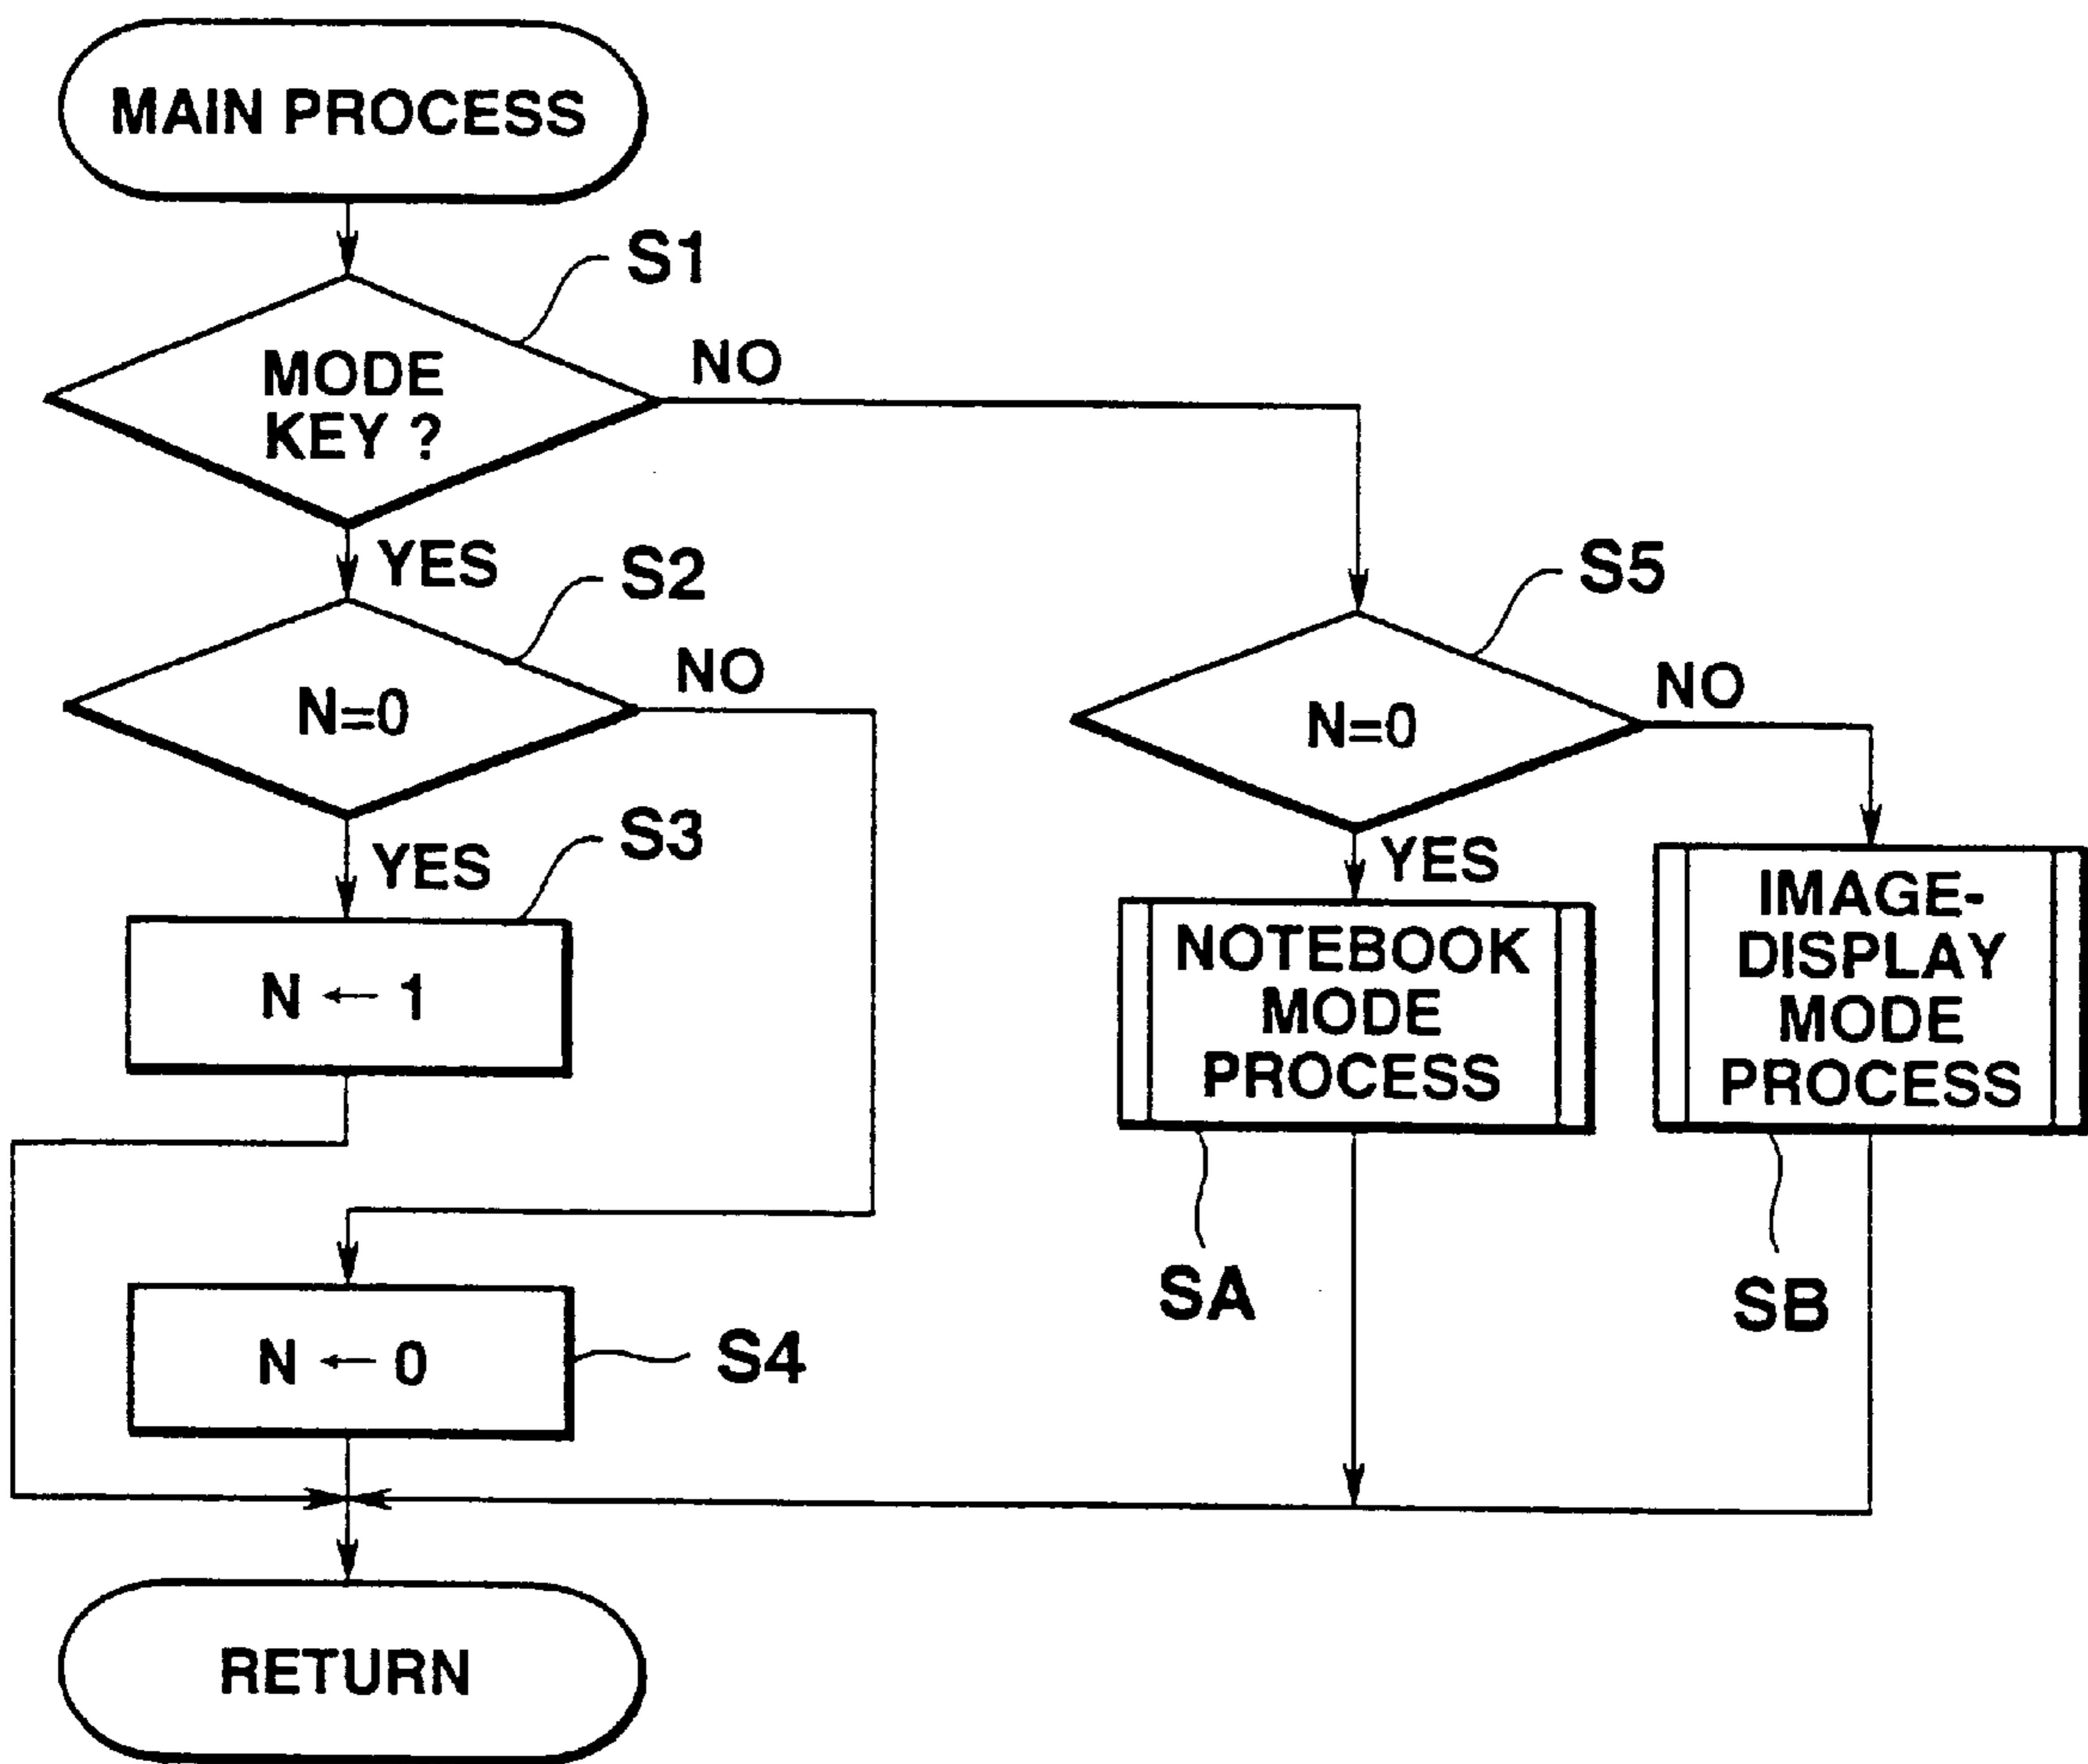 MAIN PROCESS
S1
MODE
KEY ?
NO
YES
S2
N=0
NO
YES
S3
N ← 1
N ← 0
S4
S5
N=0
NO
YES
NOTEBOOK
MODE
PROCESS
SA
IMAGE-
DISPLAY
MODE
PROCESS
SB
RETURN